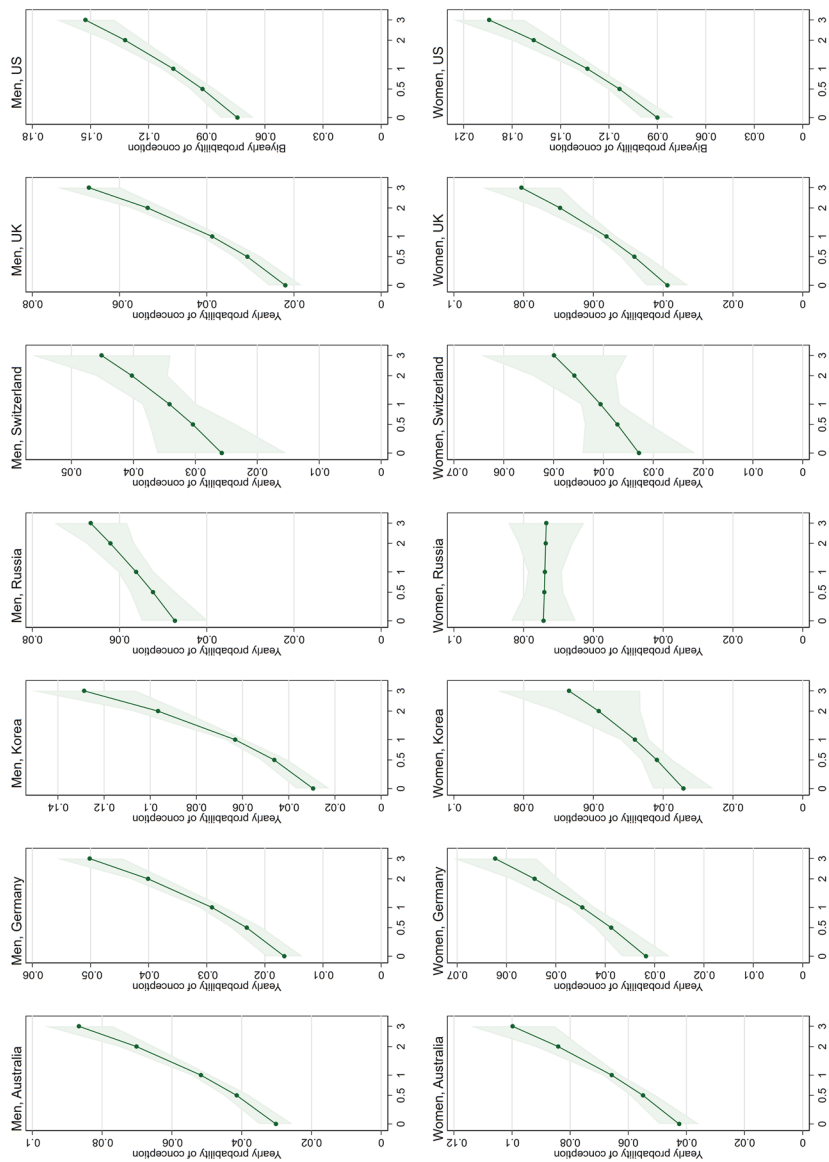 Men, US
0.18 0.15 0.12 0.09 0.06 0.03 0
Biyearly probability of conception
0 0.5 1 2 3
Women, US
0.21 0.18 0.15 0.12 0.09 0.06 0.03 0
Biyearly probability of conception
0 0.5 1 2 3
Men, UK
0.08 0.06 0.04 0.02 0
Yearly probability of conception
0 0.5 1 2 3
Women, UK
0.1 0.08 0.06 0.04 0.02 0
Yearly probability of conception
0 0.5 1 2 3
Men, Switzerland
0.05 0.04 0.03 0.02 0.01 0
Yearly probability of conception
0 0.5 1 2 3
Women, Switzerland
0.07 0.06 0.05 0.04 0.03 0.02 0.01 0
Yearly probability of conception
0 0.5 1 2 3
Men, Russia
0.08 0.06 0.04 0.02 0
Yearly probability of conception
0 0.5 1 2 3
Women, Russia
0.1 0.08 0.06 0.04 0.02 0
Yearly probability of conception
0 0.5 1 2 3
Men, Korea
0.14 0.12 0.1 0.08 0.06 0.04 0.02 0
Yearly probability of conception
0 0.5 1 2 3
Women, Korea
0.1 0.08 0.06 0.04 0.02 0
Yearly probability of conception
0 0.5 1 2 3
Men, Germany
0.06 0.05 0.04 0.03 0.02 0.01 0
Yearly probability of conception
0 0.5 1 2 3
Women, Germany
0.07 0.06 0.05 0.04 0.03 0.02 0.01 0
Yearly probability of conception
0 0.5 1 2 3
Men, Australia
0.1 0.08 0.06 0.04 0.02 0
Yearly probability of conception
0 0.5 1 2 3
Women, Australia
0.12 0.1 0.08 0.06 0.04 0.02 0
Yearly probability of conception
0 0.5 1 2 3